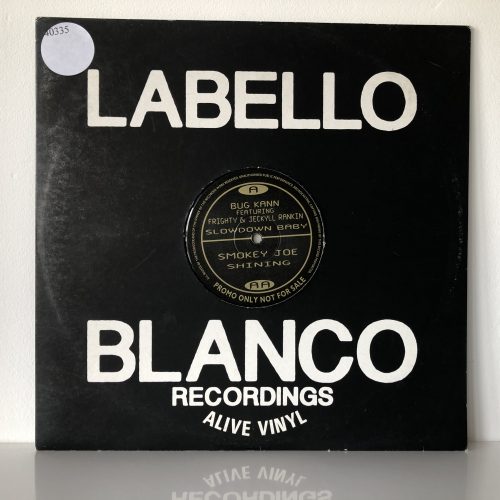 40335
LABELLO
A
BUG KANN
FEATURING
FRIGHTY & JECKYLL RANKIN
SLOWDOWN BABY
SMOKEY JOE
SHINING
AA
PROMO ONLY NOT FOR SALE
BLANCO
RECORDINGS
ALIVE VINYL